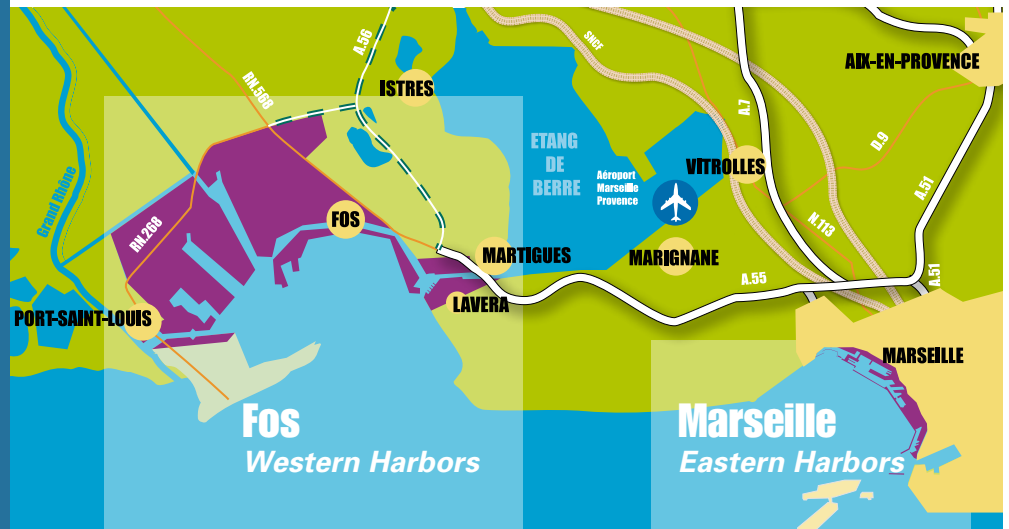 A.56
SNCF
AIX-EN-PROVENCE
ISTRES
RN.568
A.7
ETANG
DE
BERRE
D.9
Aéroport
Marseille
Provence
VITROLLES
A.51
Grand Rhône
RN.268
FOS
N.113
MARTIGUES
MARIGNANE
A.55
A.51
LAVERA
PORT-SAINT-LOUIS
MARSEILLE
Fos
Western Harbors
Marseille
Eastern Harbors